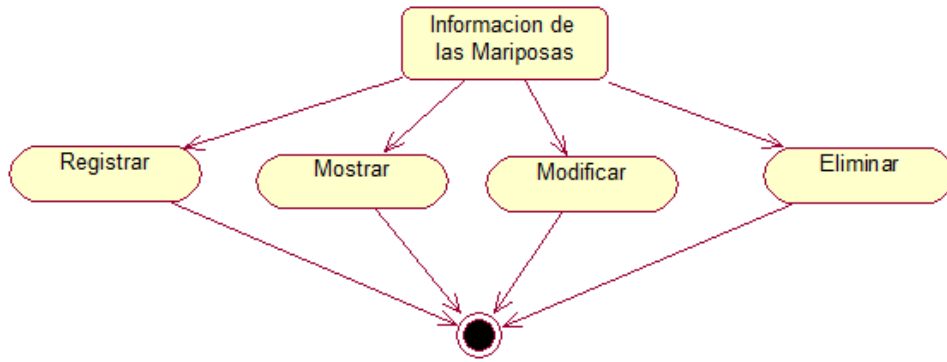 Informacion de
las Mariposas
Registrar
Mostrar
Modificar
Eliminar